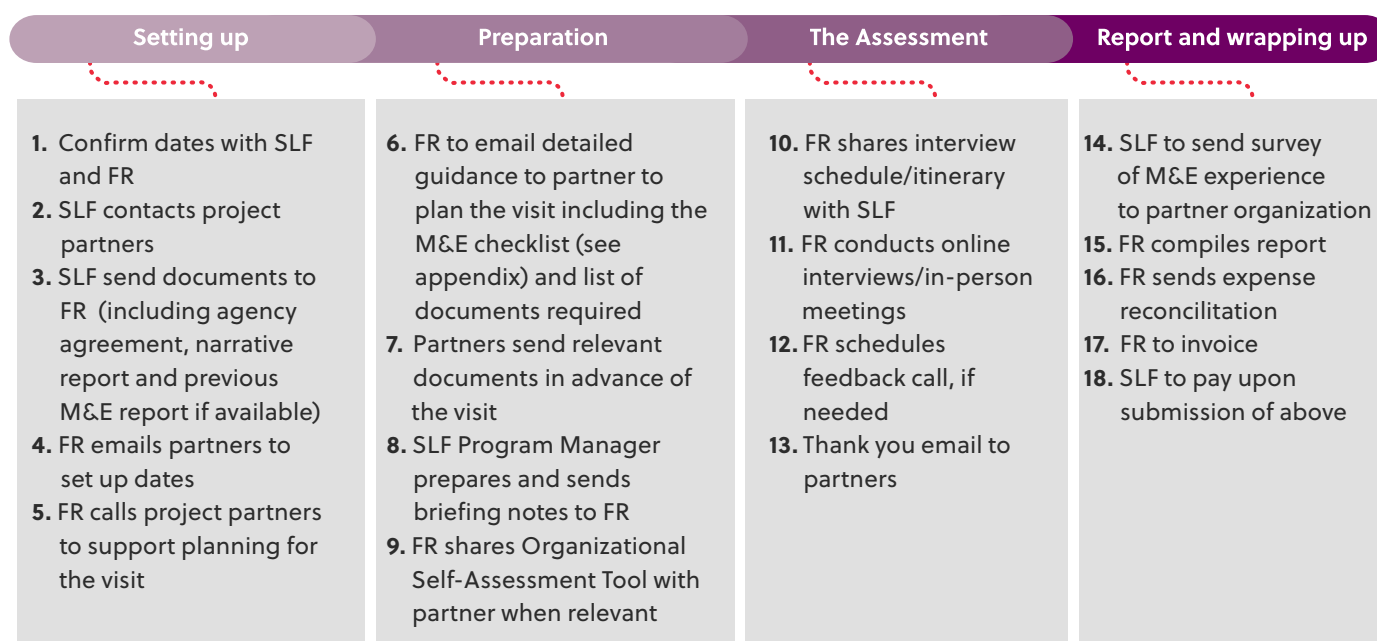 Setting up
Preparation
The Assessment
Report and wrapping up
1. Confirm dates with SLF
and FR
2. SLF contacts project
partners
3. SLF send documents to
FR (including agency
agreement, narrative
report and previous
M&E report if available)
4. FR emails partners to
set up dates
5. FR calls project partners
to support planning for
the visit
6. FR to email detailed
guidance to partner to
plan the visit including the
M&E checklist (see
appendix) and list of
documents required
7. Partners send relevant
documents in advance of
the visit
8. SLF Program Manager
prepares and sends
briefing notes to FR
9. FR shares Organizational
Self-Assessment Tool with
partner when relevant
10. FR shares interview
schedule/itinerary
with SLF
11. FR conducts online
interviews/in-person
meetings
12. FR schedules
feedback call, if
needed
13. Thank you email to
partners
14. SLF to send survey
of M&E experience
to partner organization
15. FR compiles report
16. FR sends expense
reconcilitation
17. FR to invoice
18. SLF to pay upon
submission of above